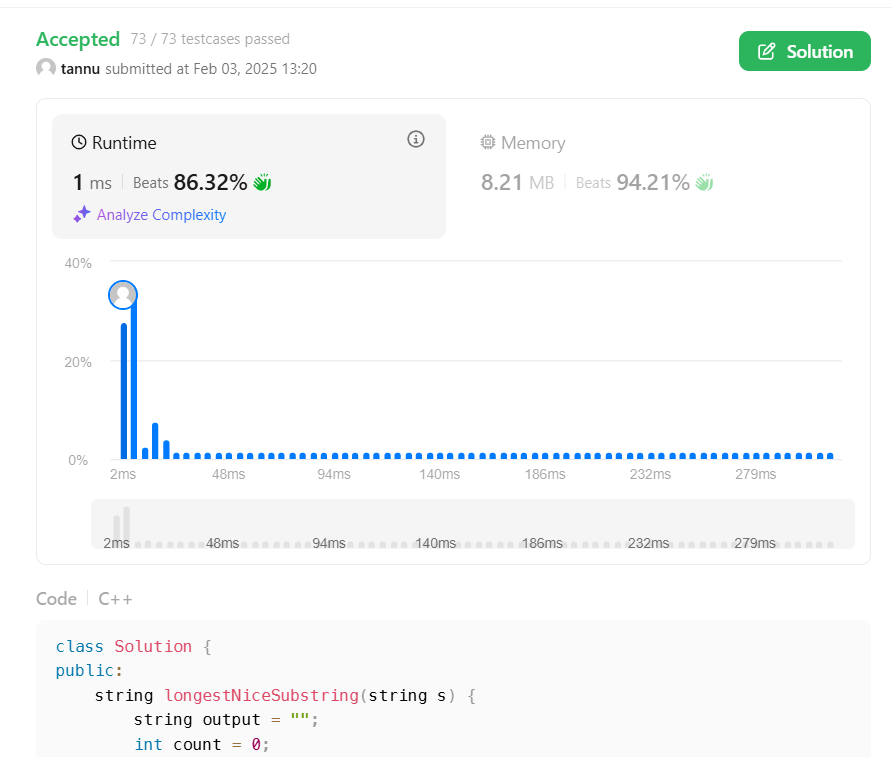 Accepted 73 / 73 testcases passed
tannu submitted at Feb 03, 2025 13:20
Solution
Runtime
1 ms Beats 86.32%
Analyze Complexity
Memory
8.21 MB Beats 94.21%
40%
20%
0%
2ms 48ms 94ms 140ms 186ms 232ms 279ms
2ms 48ms 94ms 140ms 186ms 232ms 279ms
Code C++
class Solution {
public:
    string longestNiceSubstring(string s) {
        string output = "";
        int count = 0;